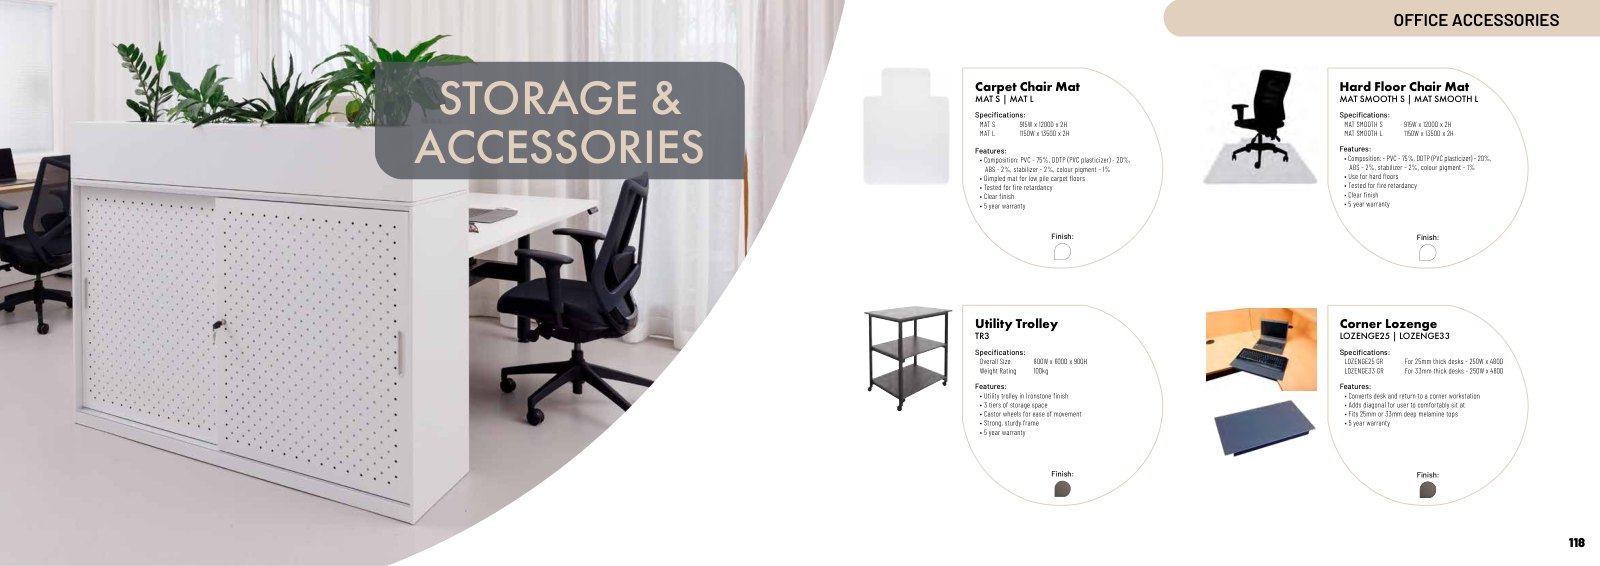 STORAGE &
ACCESSORIES
OFFICE ACCESSORIES
Carpet Chair Mat
MAT S | MAT L
Specifications:
MAT S 915W x 1200D x 2H
MAT L 1150W x 1350D x 2H
Features:
• Composition: PVC - 75%, DOTP (PVC plasticizer) - 20%,
ABS - 2%, stabilizer - 2%, colour pigment - 1%
• Dimpled mat for low pile carpet floors
• Tested for fire retardancy
• Clear finish
• 5 year warranty
Finish:
Hard Floor Chair Mat
MAT SMOOTH S | MAT SMOOTH L
Specifications:
MAT SMOOTH S 915W x 1200D x 2H
MAT SMOOTH L 1150W x 1350D x 2H
Features:
• Composition: - PVC - 75%, DOTP (PVC plasticizer) - 20%,
ABS - 2%, stabilizer - 2%, colour pigment - 1%
• Use for hard floors
• Tested for fire retardancy
• Clear finish
• 5 year warranty
Finish:
Utility Trolley
TR3
Specifications:
Overall Size 800W x 600D x 900H
Weight Rating 100kg
Features:
• Utility trolley in Ironstone finish
• 3 tiers of storage space
• Castor wheels for ease of movement
• Strong, sturdy frame
• 5 year warranty
Finish:
Corner Lozenge
LOZENGE25 | LOZENGE33
Specifications:
LOZENGE25 GR For 25mm thick desks - 250W x 480D
LOZENGE33 GR For 33mm thick desks - 250W x 480D
Features:
• Converts desk and return to a corner workstation
• Adds diagonal for user to comfortably sit at
• Fits 25mm or 33mm deep melamine tops
• 5 year warranty
Finish:
118